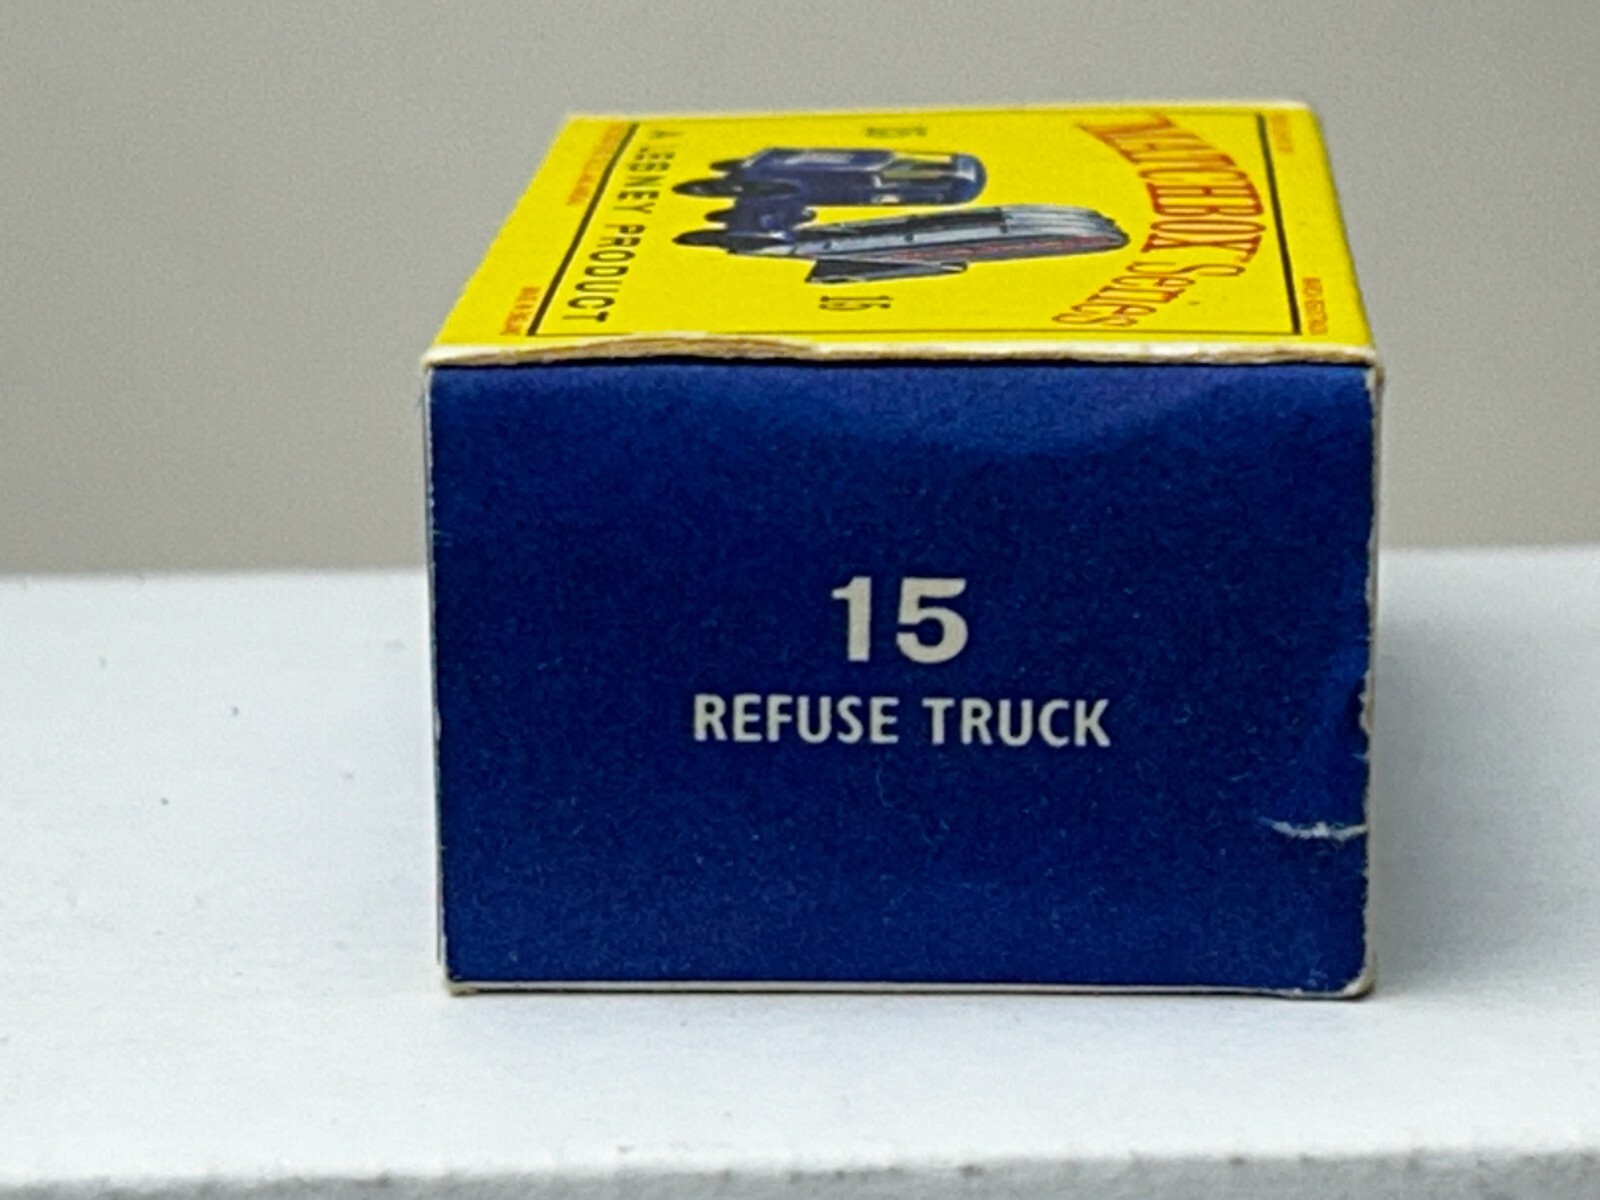 "MATCHBOX" Series
15
A LESNEY PRODUCT
15
REFUSE TRUCK